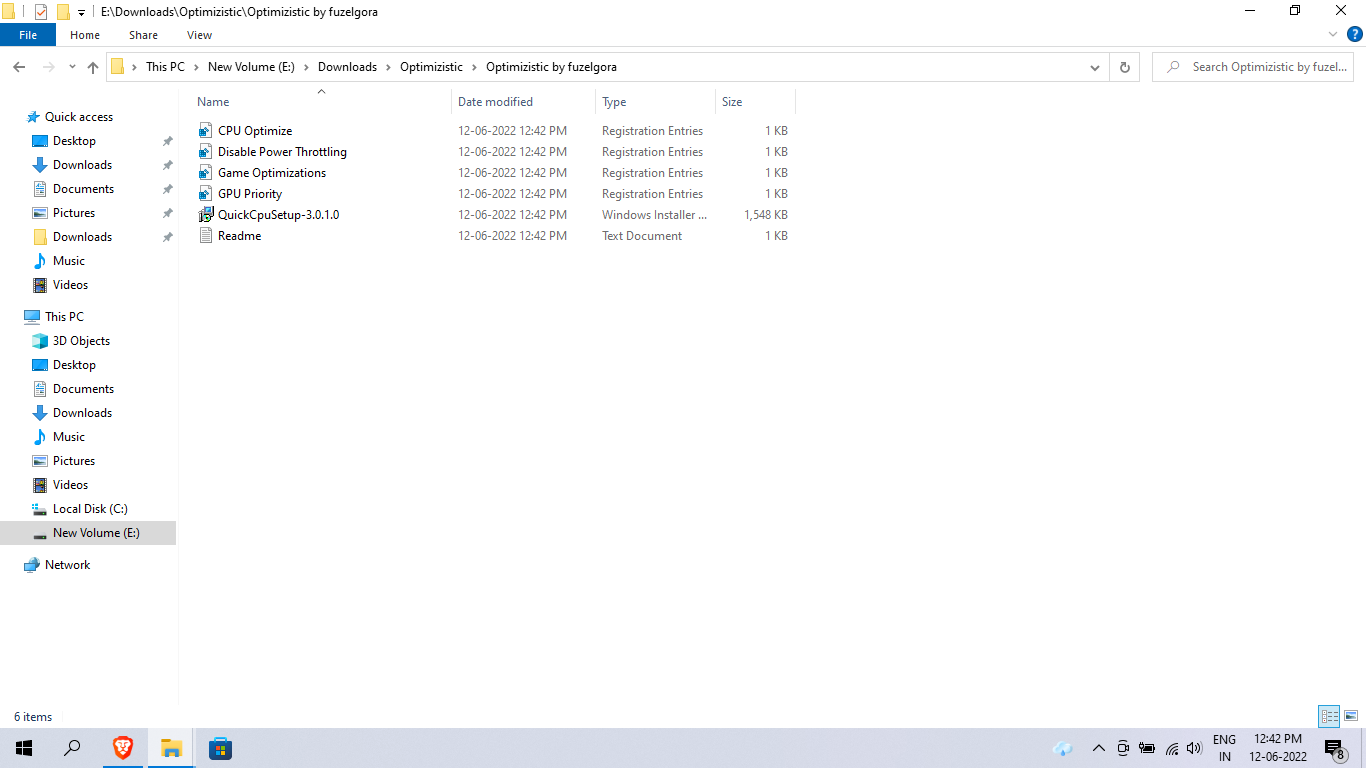 E:\Downloads\Optimizistic\Optimizistic by fuzelgora
File Home Share View
This PC New Volume (E:) Downloads Optimizistic Optimizistic by fuzelgora Search Optimizistic by fuzel...
Quick access
Desktop
Downloads
Documents
Pictures
Downloads
Music
Videos
This PC
3D Objects
Desktop
Documents
Downloads
Music
Pictures
Videos
Local Disk (C:)
New Volume (E:)
Network
Name Date modified Type Size
CPU Optimize 12-06-2022 12:42 PM Registration Entries 1 KB
Disable Power Throttling 12-06-2022 12:42 PM Registration Entries 1 KB
Game Optimizations 12-06-2022 12:42 PM Registration Entries 1 KB
GPU Priority 12-06-2022 12:42 PM Registration Entries 1 KB
QuickCpuSetup-3.0.1.0 12-06-2022 12:42 PM Windows Installer ... 1,548 KB
Readme 12-06-2022 12:42 PM Text Document 1 KB
6 items
ENG 12:42 PM
IN 12-06-2022 8